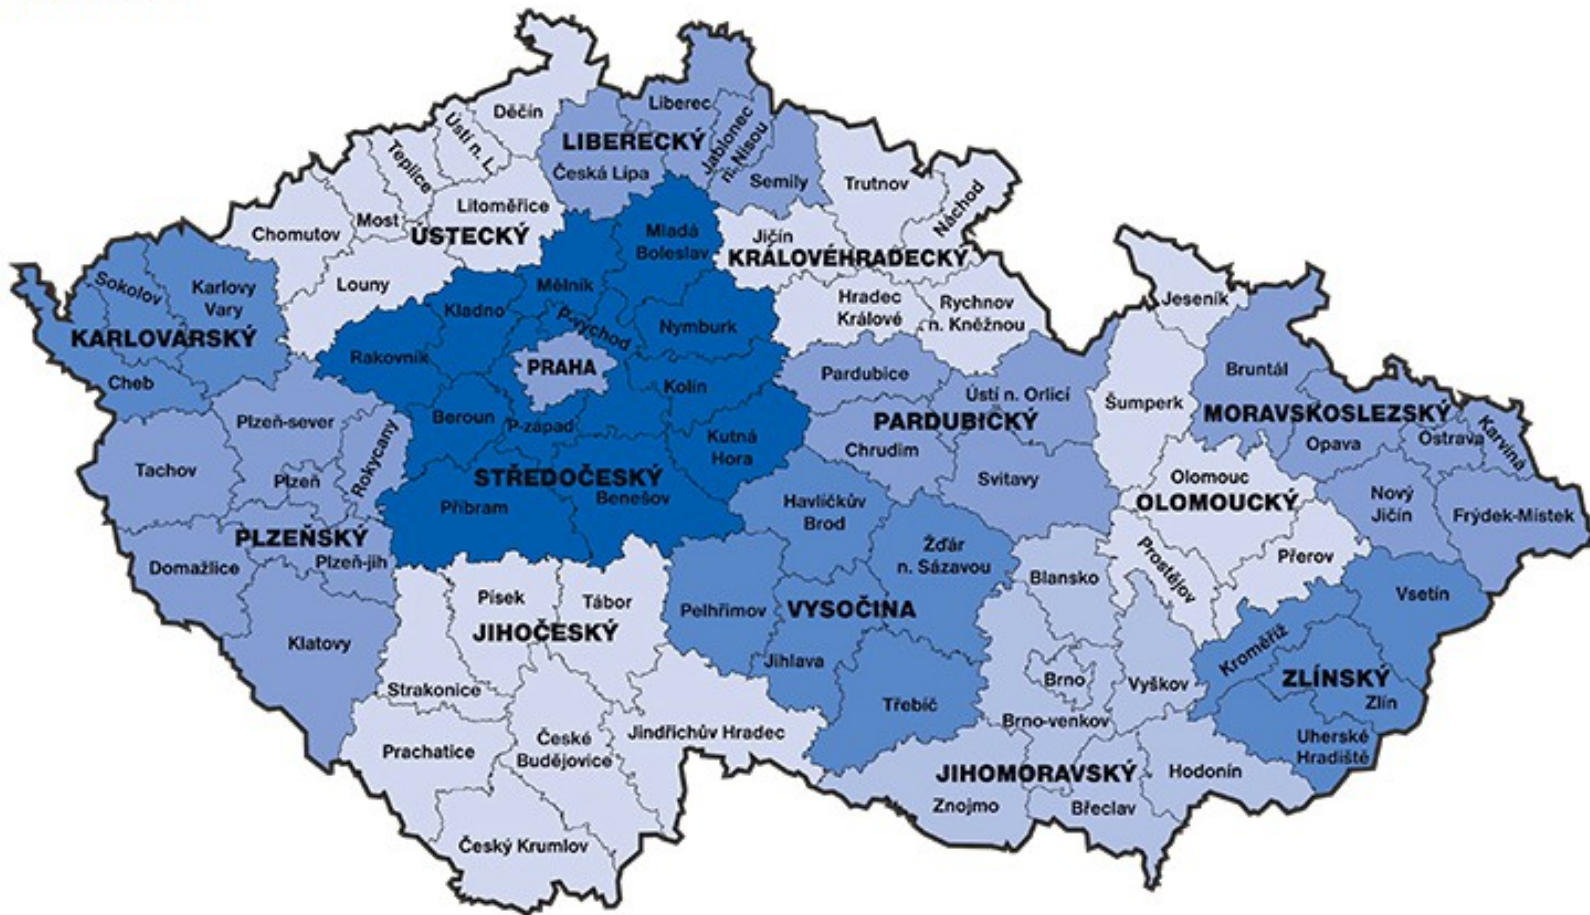 Děčín
Ústí n. L.
Teplice
Litoměřice
Most
Chomutov
ÚSTECKÝ
Louny
Liberec
LIBERECKÝ
Jablonec
n. Nisou
Česká Lípa
Semily
Trutnov
Náchod
Jičín
KRÁLOVÉHRADECKÝ
Hradec
Králové
Rychnov
n. Kněžnou
Sokolov
Karlovy
Vary
KARLOVARSKÝ
Cheb
Mladá
Boleslav
Mělník
Kladno
P-východ
Nymburk
Rakovník
PRAHA
Kolín
Beroun
P-západ
Kutná
Hora
STŘEDOČESKÝ
Benešov
Příbram
Plzeň-sever
Rokycany
Tachov
Plzeň
PLZEŇSKÝ
Plzeň-jih
Domažlice
Klatovy
Pardubice
Ústí n. Orlicí
PARDUBICKÝ
Chrudim
Svitavy
Jeseník
Šumperk
Olomouc
OLOMOUCKÝ
Prostějov
Přerov
Bruntál
MORAVSKOSLEZSKÝ
Opava
Ostrava
Karviná
Nový
Jičín
Frýdek-Místek
Havlíčkův
Brod
Žďár
n. Sázavou
Pelhřimov
VYSOČINA
Jihlava
Třebíč
Písek
Tábor
JIHOČESKÝ
Strakonice
Prachatice
České
Budějovice
Jindřichův Hradec
Český Krumlov
Blansko
Brno
Vyškov
Brno-venkov
JIHOMORAVSKÝ
Hodonín
Znojmo
Břeclav
Vsetín
Kroměříž
ZLÍNSKÝ
Zlín
Uherské
Hradiště